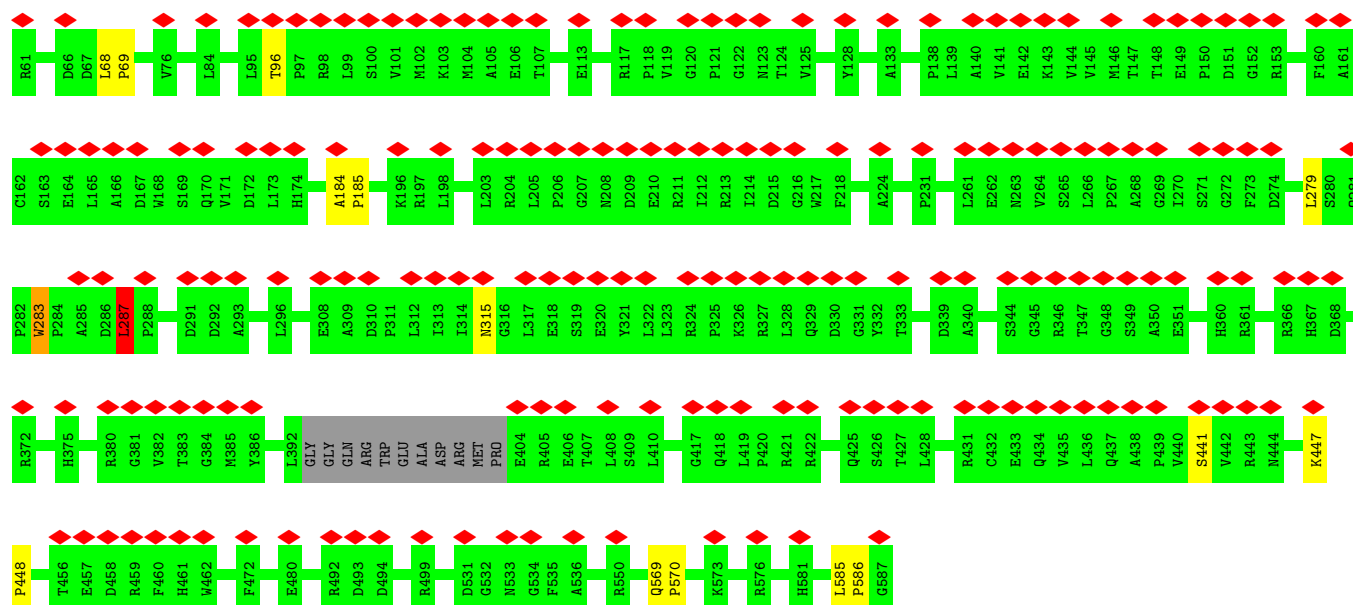 R61 D66 D67 L68 P69 V76 L84 L95 T96 P97 R98 L99 S100 V101 M102 K103 M104 A105 E106 T107 E113 R117 P118 V119 G120 P121 G122 N123 T124 V125 Y128 A133 P138 L139 A140 V141 E142 K143 V144 V145 M146 T147 T148 E149 P150 D151 G152 R153 F160 A161
C162 S163 E164 L165 A166 D167 W168 S169 Q170 V171 D172 L173 H174 A184 P185 K196 R197 L198 L203 R204 L205 P206 G207 N208 D209 E210 R211 I212 R213 I214 D215 G216 W217 F218 A224 P231 L261 E262 N263 V264 S265 L266 P267 A268 G269 I270 S271 G272 F273 D274 L279 S280
P282 W283 P284 A285 D286 L287 P288 D291 D292 A293 L296 E308 A309 D310 P311 L312 I313 I314 N315 G316 L317 E318 S319 E320 Y321 L322 L323 R324 P325 K326 R327 L328 Q329 D330 G331 Y332 T333 D339 A340 S344 G345 R346 T347 G348 S349 A350 E351 H360 R361 R366 H367 D368
R372 H375 R380 G381 V382 T383 G384 M385 Y386 L392 GLY GLY GLN ARG TRP GLU ALA ASP ARG MET PRO E404 R405 E406 T407 L408 S409 L410 G417 Q418 L419 P420 R421 R422 Q425 S426 T427 L428 R431 C432 E433 Q434 V435 L436 Q437 A438 P439 V440 S441 V442 R443 N444 K447
P448 T456 E457 D458 R459 F460 H461 W462 F472 E480 R492 D493 D494 R499 D531 G532 N533 G534 F535 A536 R550 Q569 P570 K573 R576 H581 L585 P586 G587